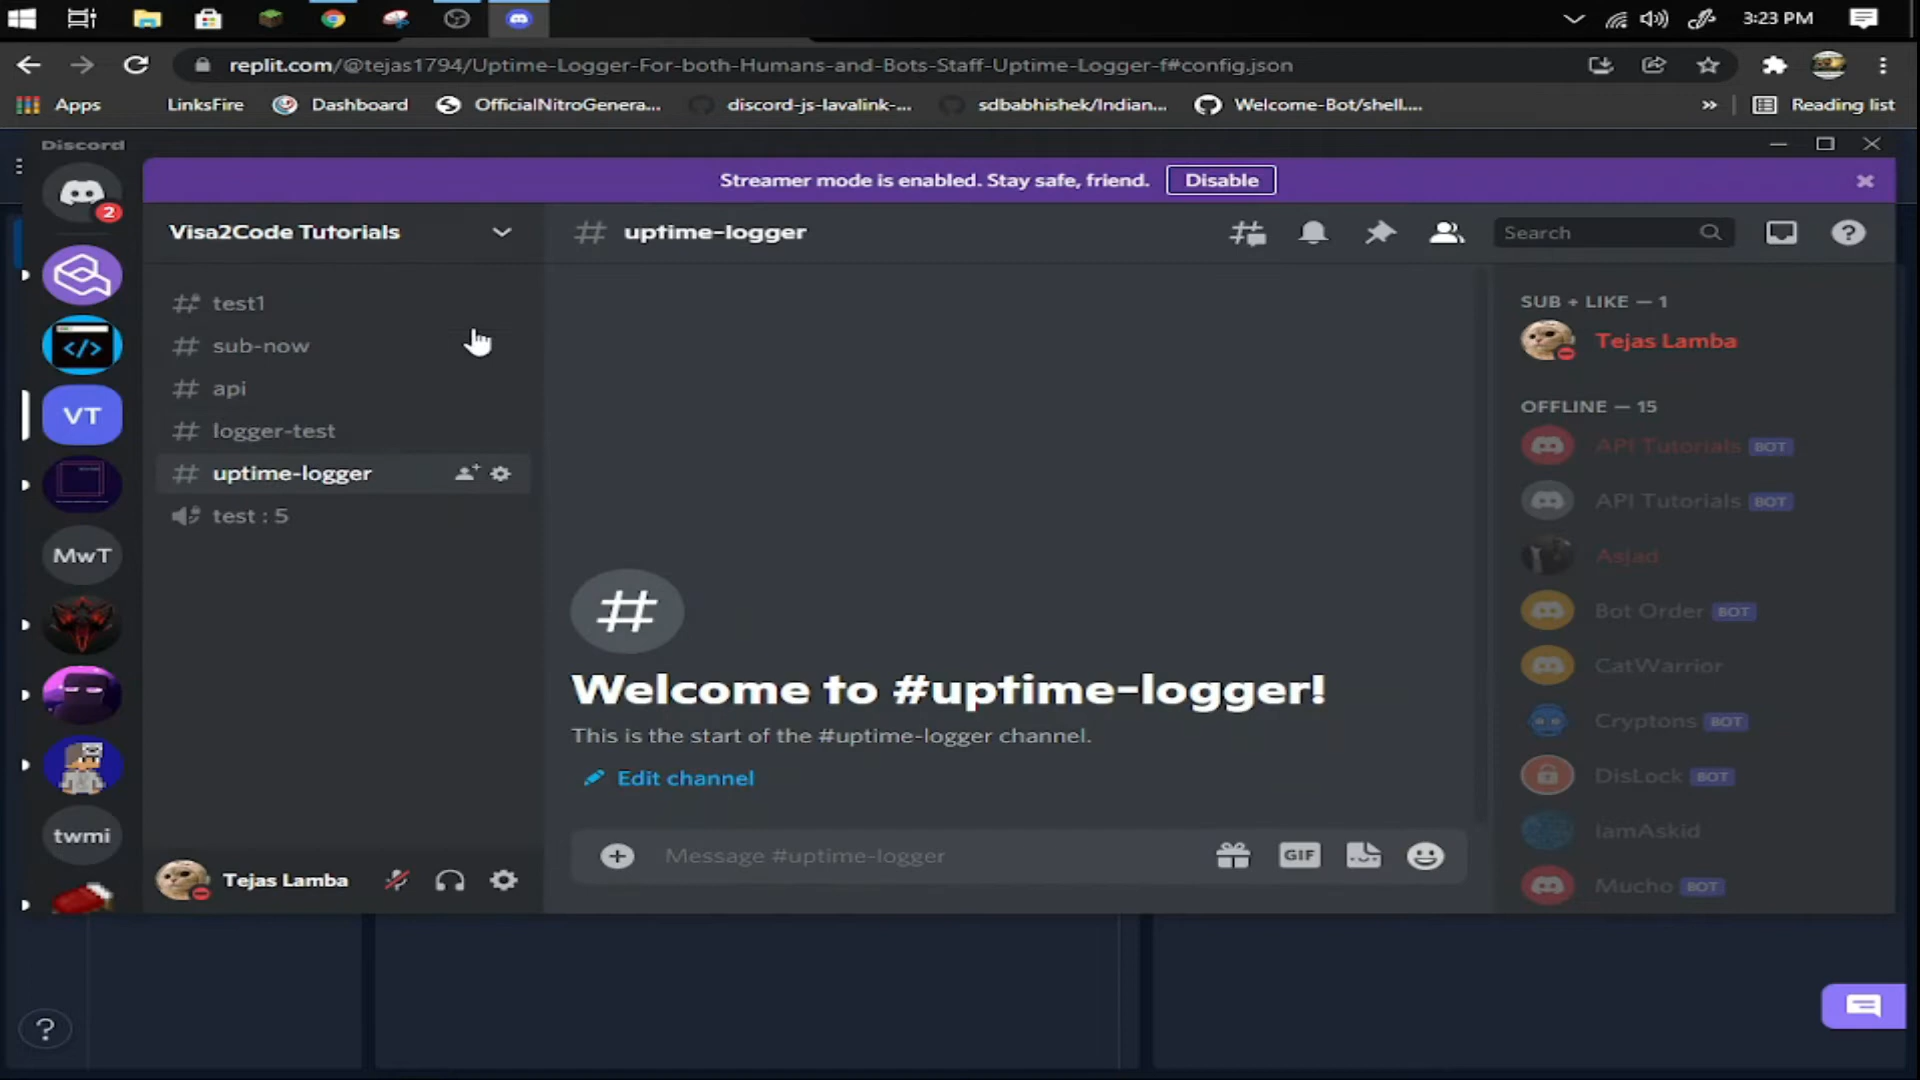 3:23 PM
replit.com/@tejas1794/Uptime-Logger-For-both-Humans-and-Bots-Staff-Uptime-Logger-f#config.json
Apps LinksFire Dashboard OfficialNitroGenera... discord-js-lavalink-... sdbabhishek/Indian... Welcome-Bot/shell.... » Reading list
Discord
Streamer mode is enabled. Stay safe, friend. Disable
2
Visa2Code Tutorials
# uptime-logger
Search
test1
sub-now
api
logger-test
uptime-logger
test : 5
</>
VT
MwT
twmi
Welcome to #uptime-logger!
This is the start of the #uptime-logger channel.
Edit channel
Message #uptime-logger
GIF
Tejas Lamba
SUB + LIKE — 1
Tejas Lamba
OFFLINE — 15
API Tutorials BOT
API Tutorials BOT
Asjad
Bot Order BOT
CatWarrior
Cryptons BOT
DisLock BOT
IamAskid
Mucho BOT